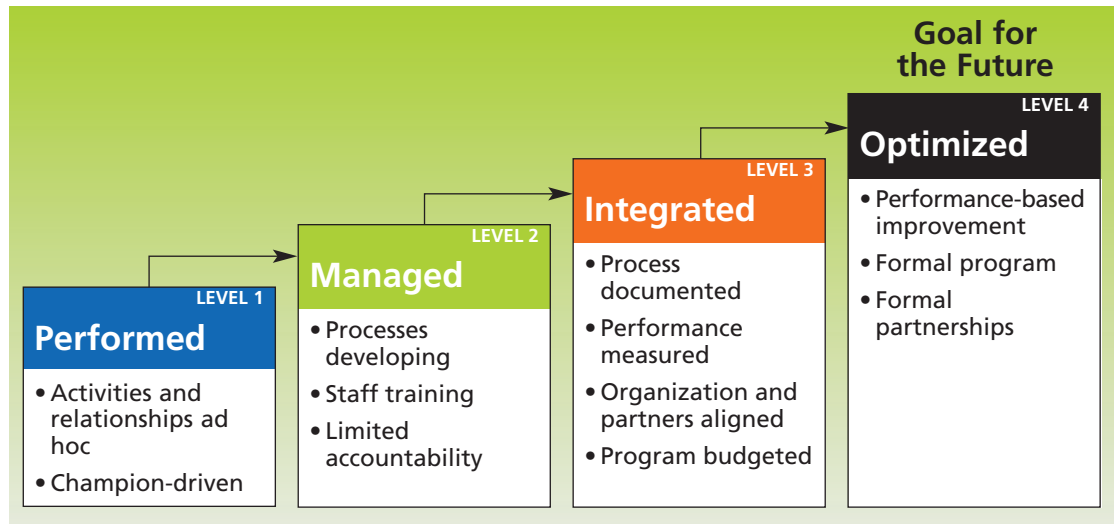 Goal for
the Future
LEVEL 1
Performed
• Activities and
relationships ad
hoc
• Champion-driven
LEVEL 2
Managed
• Processes
developing
• Staff training
• Limited
accountability
LEVEL 3
Integrated
• Process
documented
• Performance
measured
• Organization and
partners aligned
• Program budgeted
LEVEL 4
Optimized
• Performance-based
improvement
• Formal program
• Formal
partnerships